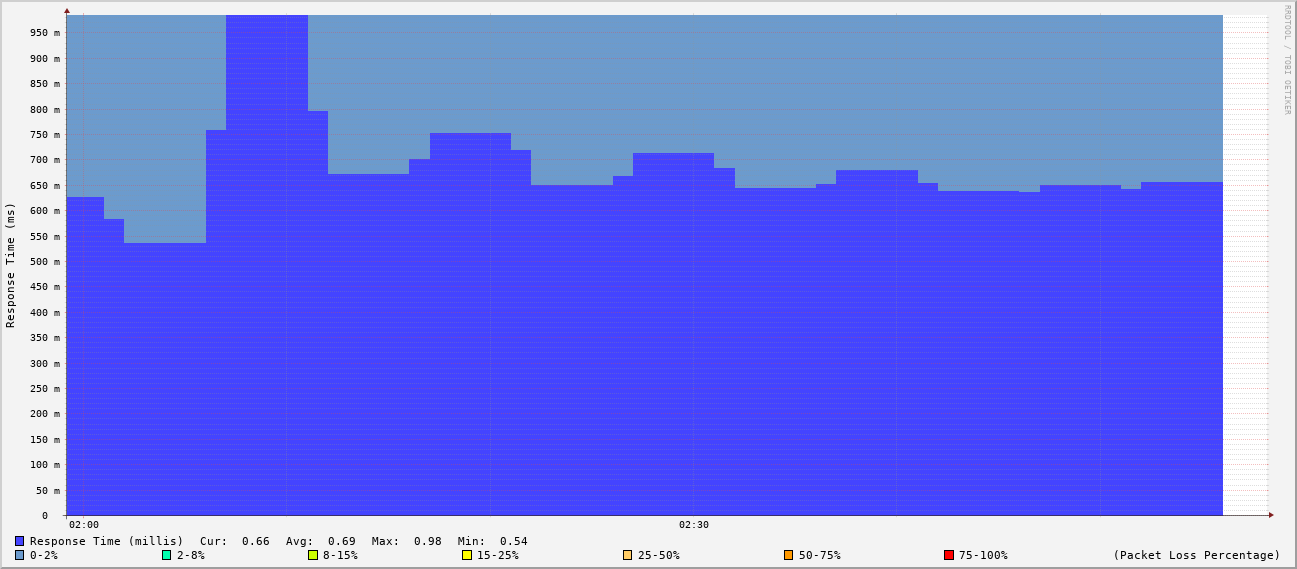 RRDTOOL / TOBI OETIKER
Response Time (ms)
950 m
900 m
850 m
800 m
750 m
700 m
650 m
600 m
550 m
500 m
450 m
400 m
350 m
300 m
250 m
200 m
150 m
100 m
50 m
0
02:00 02:30
Response Time (millis) Cur: 0.66 Avg: 0.69 Max: 0.98 Min: 0.54
0-2% 2-8% 8-15% 15-25% 25-50% 50-75% 75-100% (Packet Loss Percentage)